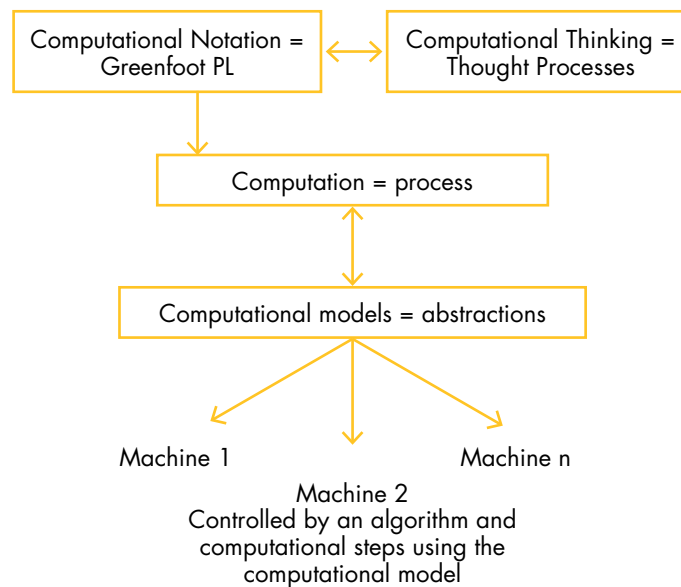 Computational Notation =
Greenfoot PL
Computational Thinking =
Thought Processes
Computation = process
Computational models = abstractions
Machine 1
Machine n
Machine 2
Controlled by an algorithm and
computational steps using the
computational model